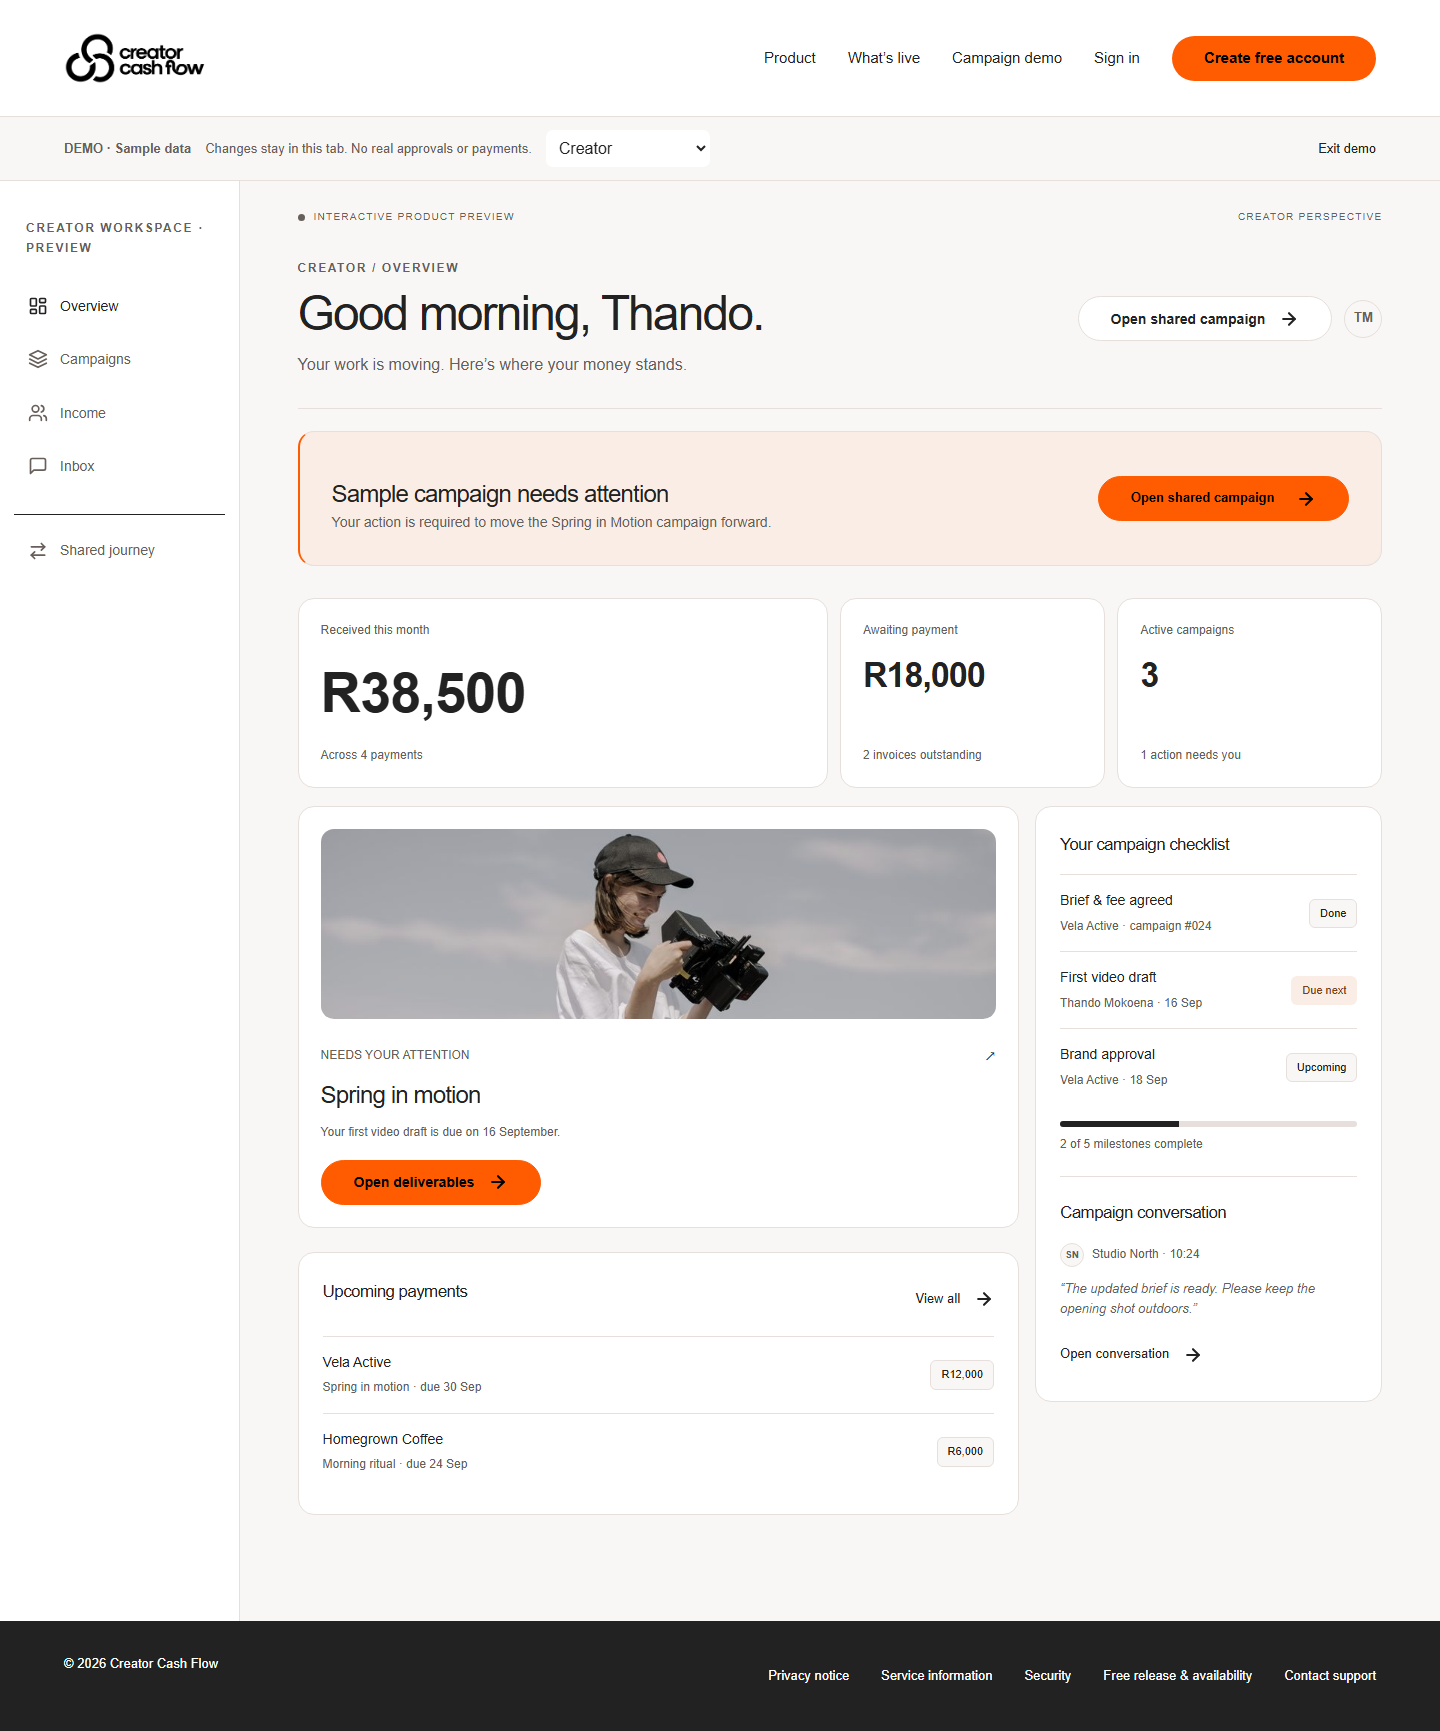 creator
cash flow
Product
What's live
Campaign demo
Sign in
Create free account
DEMO · Sample data
Changes stay in this tab. No real approvals or payments.
Creator
Exit demo
CREATOR WORKSPACE ·
PREVIEW
Overview
Campaigns
Income
Inbox
Shared journey
INTERACTIVE PRODUCT PREVIEW
CREATOR PERSPECTIVE
CREATOR / OVERVIEW
Good morning, Thando.
Your work is moving. Here's where your money stands.
Open shared campaign
TM
Sample campaign needs attention
Your action is required to move the Spring in Motion campaign forward.
Open shared campaign
Received this month
R38,500
Across 4 payments
Awaiting payment
R18,000
2 invoices outstanding
Active campaigns
3
1 action needs you
NEEDS YOUR ATTENTION
Spring in motion
Your first video draft is due on 16 September.
Open deliverables
Upcoming payments
View all
Vela Active
Spring in motion · due 30 Sep
R12,000
Homegrown Coffee
Morning ritual · due 24 Sep
R6,000
Your campaign checklist
Brief & fee agreed
Vela Active · campaign #024
Done
First video draft
Thando Mokoena · 16 Sep
Due next
Brand approval
Vela Active · 18 Sep
Upcoming
2 of 5 milestones complete
Campaign conversation
SN
Studio North · 10:24
“The updated brief is ready. Please keep the
opening shot outdoors.”
Open conversation
© 2026 Creator Cash Flow
Privacy notice
Service information
Security
Free release & availability
Contact support